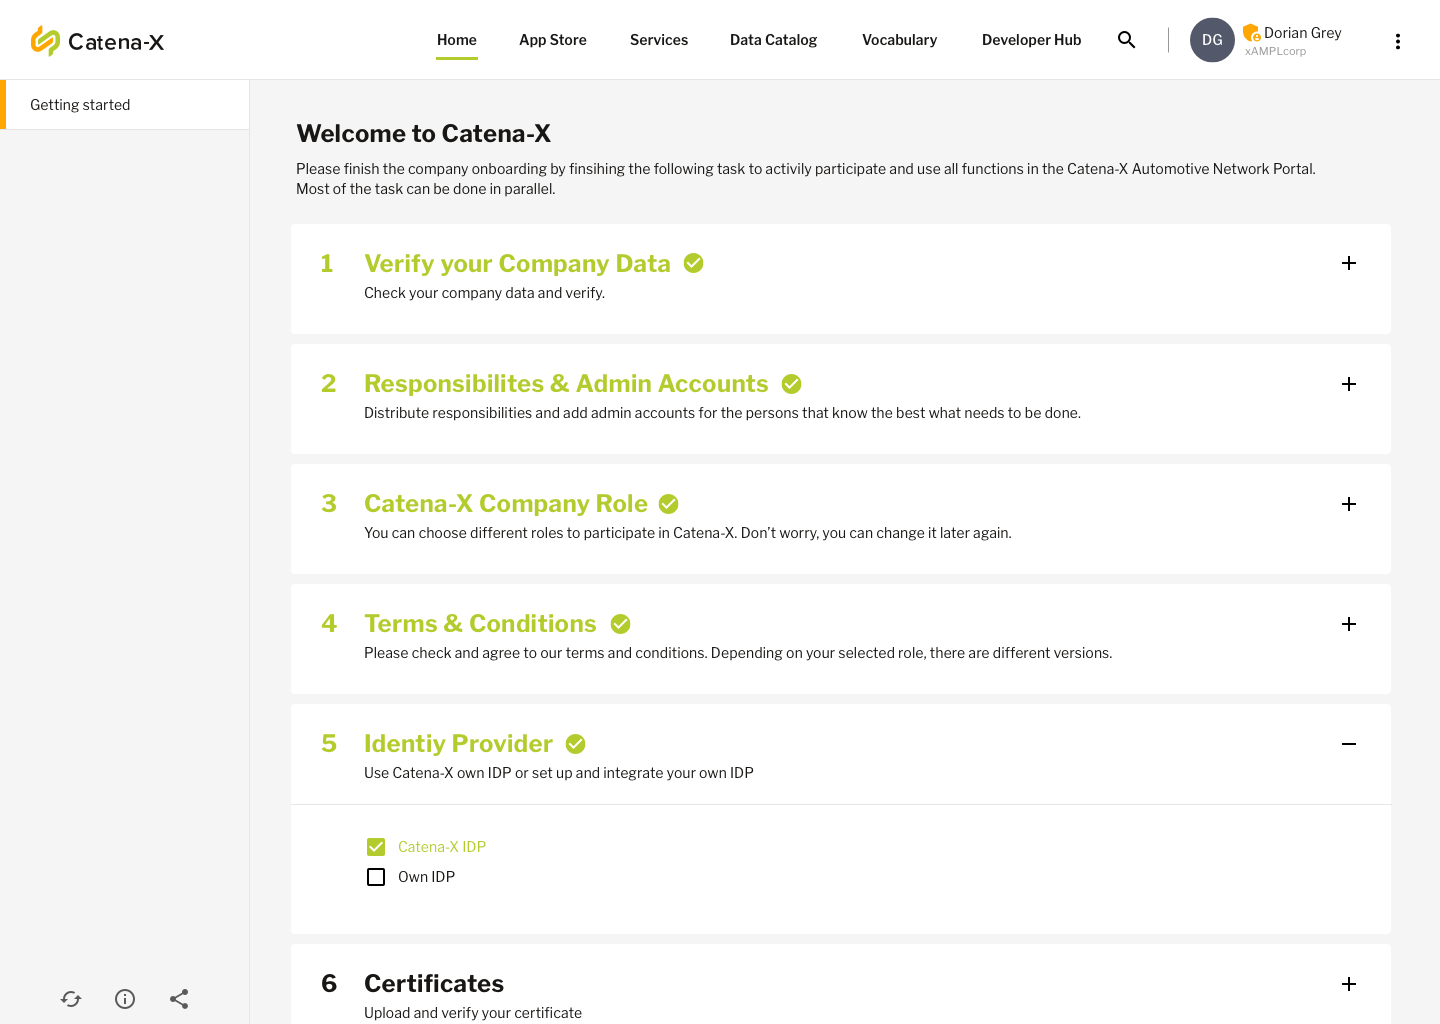 Catena-X
Home
App Store
Services
Data Catalog
Vocabulary
Developer Hub
DG
Dorian Grey
xAMPLcorp
Getting started
Welcome to Catena-X
Please finish the company onboarding by finsihing the following task to activily participate and use all functions in the Catena-X Automotive Network Portal.
Most of the task can be done in parallel.
1 Verify your Company Data
Check your company data and verify.
2 Responsibilites & Admin Accounts
Distribute responsibilities and add admin accounts for the persons that know the best what needs to be done.
3 Catena-X Company Role
You can choose different roles to participate in Catena-X. Don't worry, you can change it later again.
4 Terms & Conditions
Please check and agree to our terms and conditions. Depending on your selected role, there are different versions.
5 Identiy Provider
Use Catena-X own IDP or set up and integrate your own IDP
Catena-X IDP
Own IDP
6 Certificates
Upload and verify your certificate